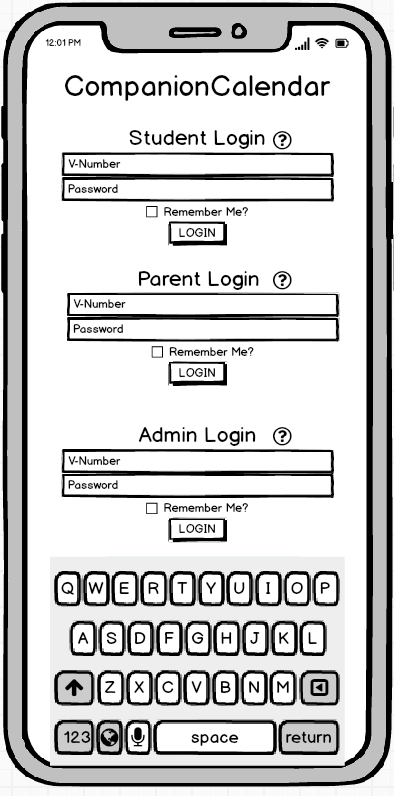 12:01 PM
CompanionCalendar
Student Login ?
V-Number
Password
Remember Me?
LOGIN
Parent Login ?
V-Number
Password
Remember Me?
LOGIN
Admin Login ?
V-Number
Password
Remember Me?
LOGIN
Q W E R T Y U I O P
A S D F G H J K L
Z X C V B N M
123 space return